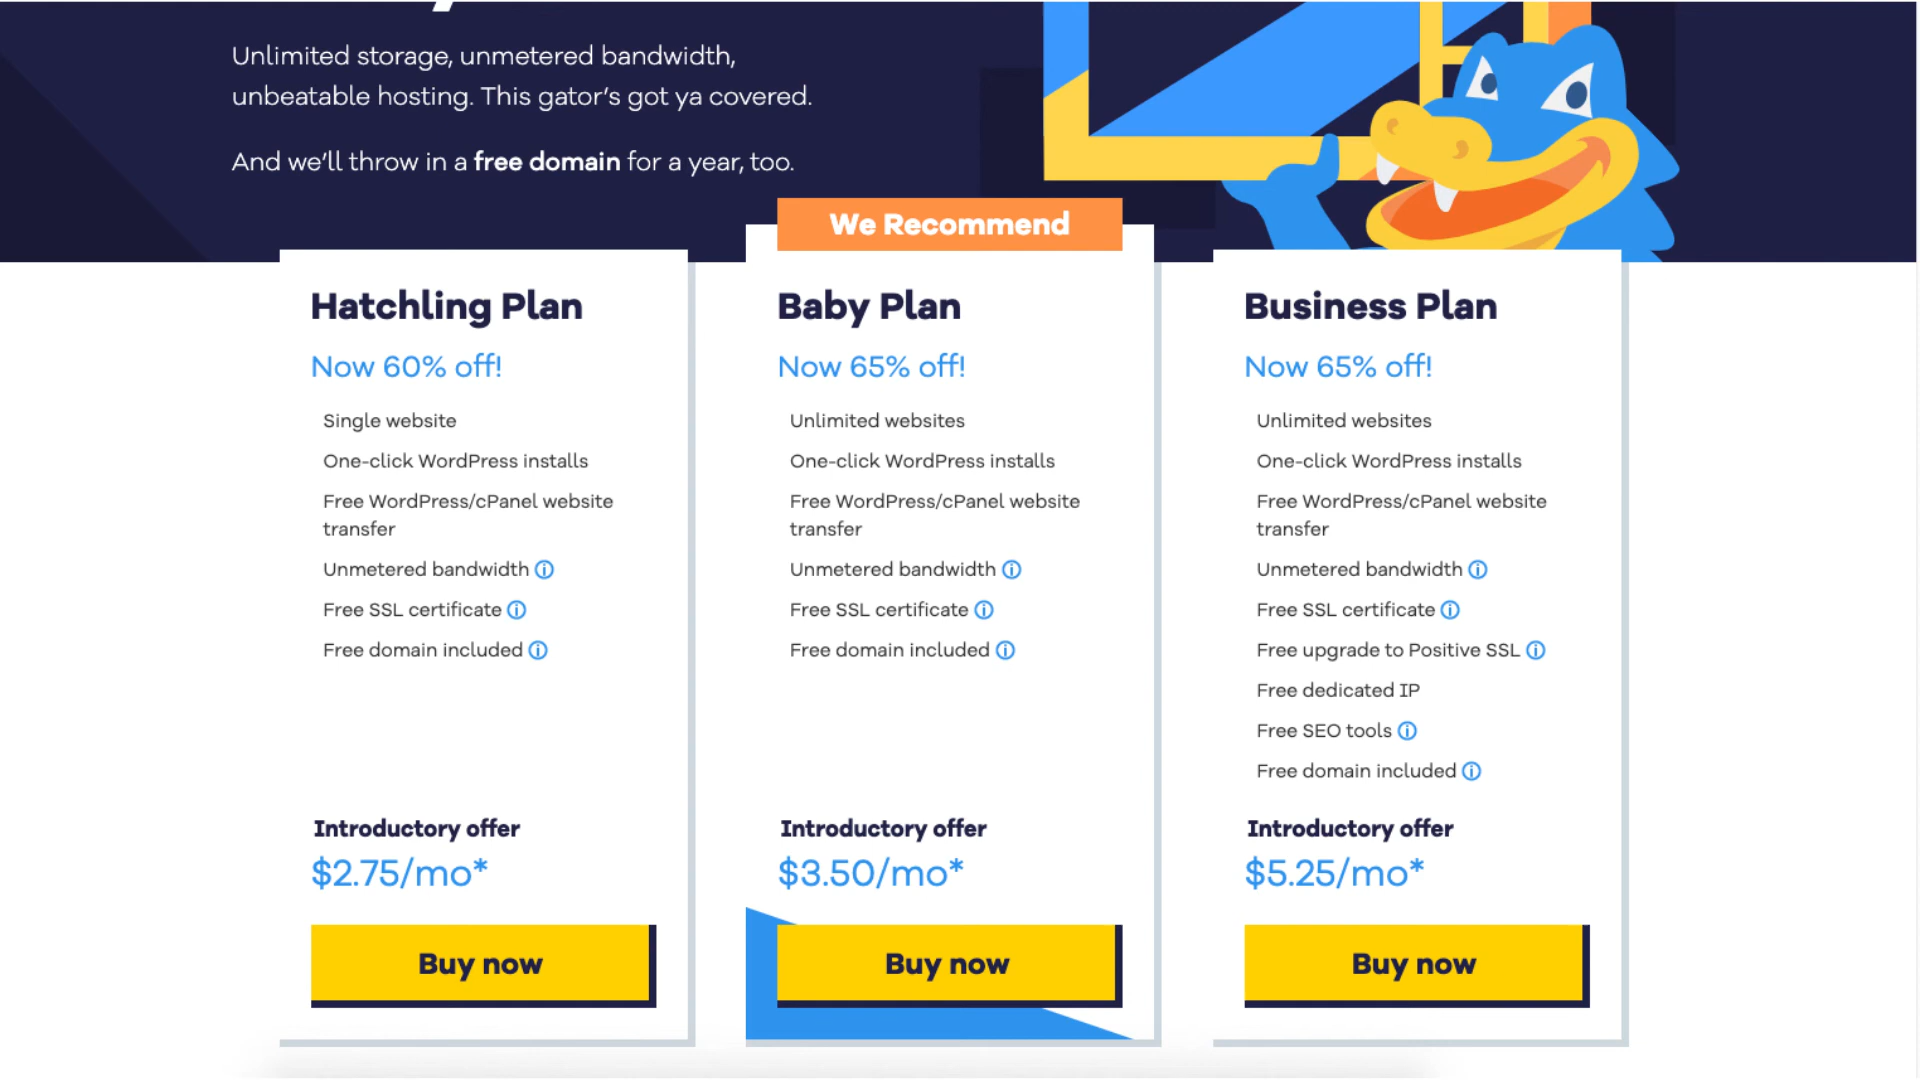 Unlimited storage, unmetered bandwidth,
unbeatable hosting. This gator's got ya covered.
And we'll throw in a free domain for a year, too.
Hatchling Plan
Now 60% off!
Single website
One-click WordPress installs
Free WordPress/cPanel website
transfer
Unmetered bandwidth
Free SSL certificate
Free domain included
Introductory offer
$2.75/mo*
Buy now
We Recommend
Baby Plan
Now 65% off!
Unlimited websites
One-click WordPress installs
Free WordPress/cPanel website
transfer
Unmetered bandwidth
Free SSL certificate
Free domain included
Introductory offer
$3.50/mo*
Buy now
Business Plan
Now 65% off!
Unlimited websites
One-click WordPress installs
Free WordPress/cPanel website
transfer
Unmetered bandwidth
Free SSL certificate
Free upgrade to Positive SSL
Free dedicated IP
Free SEO tools
Free domain included
Introductory offer
$5.25/mo*
Buy now